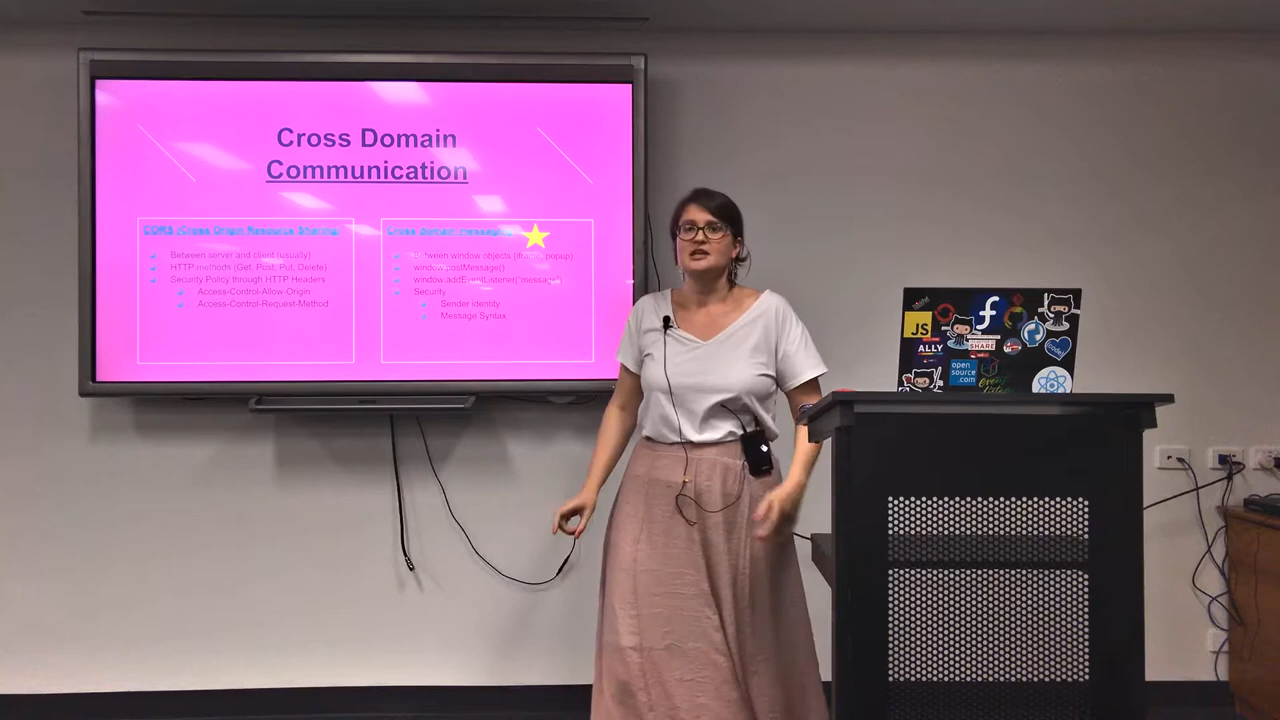 Cross Domain
Communication
CORS (Cross Origin Resource Sharing)
Between server and client (usually)
HTTP methods (Get, Post, Put, Delete)
Security Policy through HTTP Headers
Access-Control-Allow-Origin
Access-Control-Request-Method
Cross Domain messaging
Between window objects (iframe, popup)
window.postMessage()
window.addEventListener("message")
Security
Sender identity
Message Syntax
JS
ALLY
SHARE
open
source
.com
event